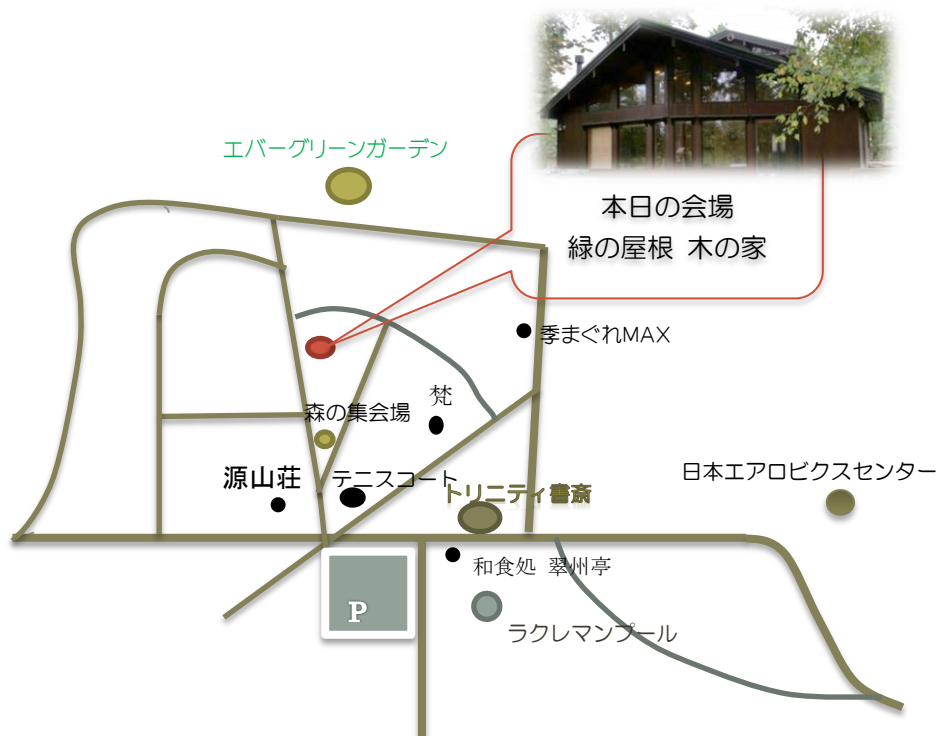 エバーグリーンガーデン
本日の会場
緑の屋根 木の家
季まぐれMAX
梵
森の集会場
源山荘
テニスコート
日本エアロビクスセンター
トリニティ書斎
和食処 翠州亭
P
ラクレマンプール